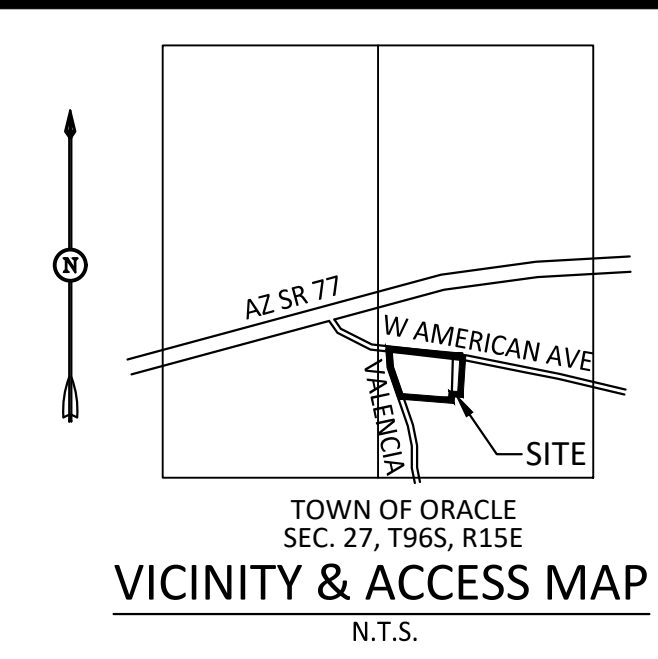 N
AZ SR 77
W AMERICAN AVE
VALENCIA
SITE
TOWN OF ORACLE
SEC. 27, T96S, R15E
VICINITY & ACCESS MAP
N.T.S.